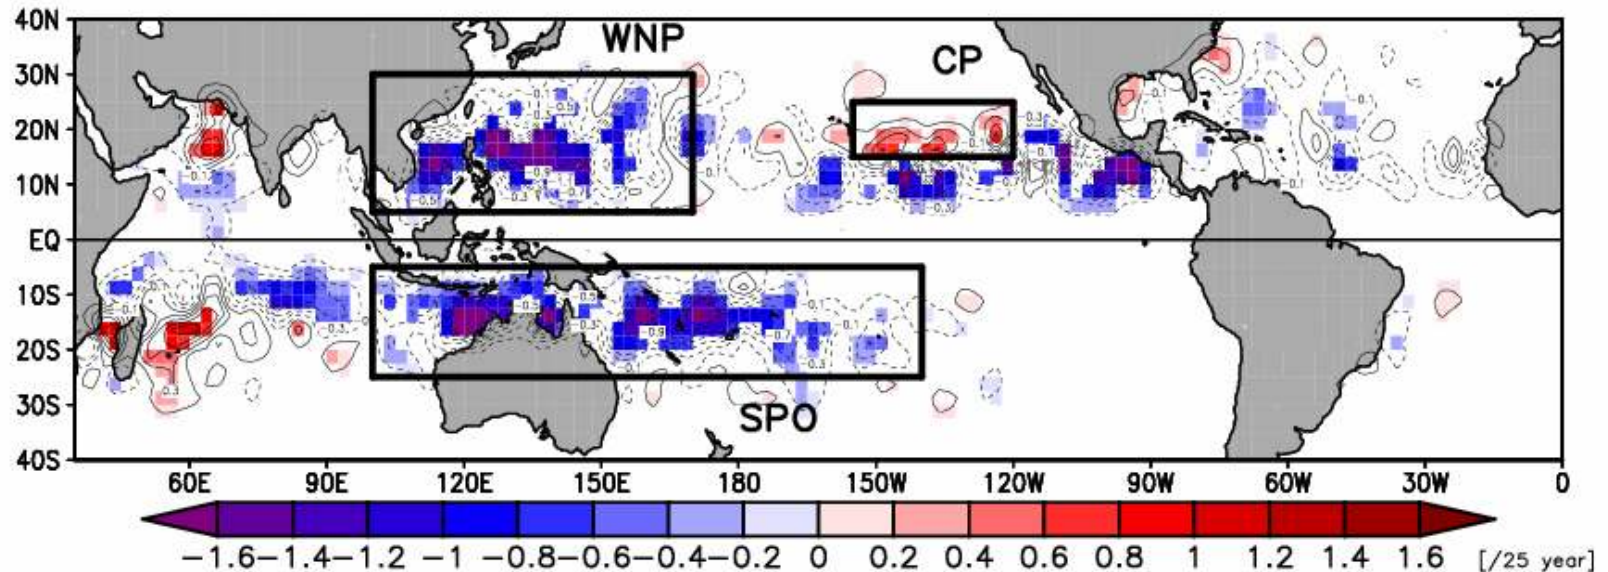 40N
30N
20N
10N
EQ
10S
20S
30S
40S
WNP
CP
SPO
60E 90E 120E 150E 180 150W 120W 90W 60W 30W 0
−1.6 −1.4 −1.2 −1 −0.8 −0.6 −0.4 −0.2 0 0.2 0.4 0.6 0.8 1 1.2 1.4 1.6 [/25 year]